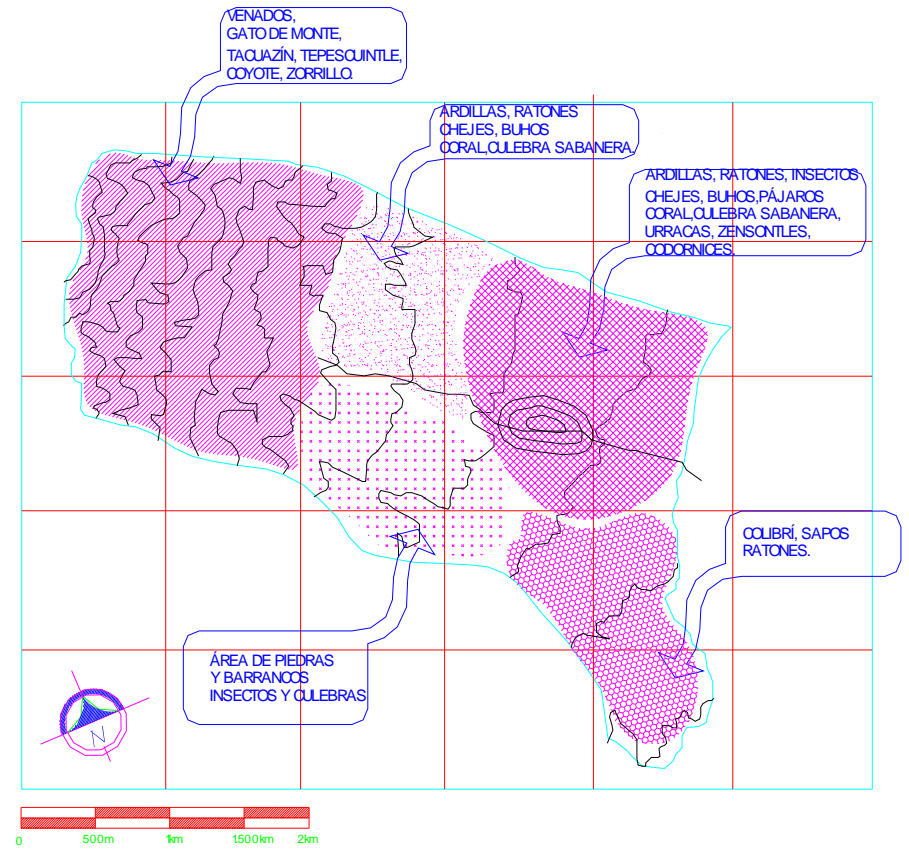 VENADOS,
GATO DE MONTE,
TACUAZÍN, TEPESCUINTLE,
COYOTE, ZORRILLO.
ARDILLAS, RATONES
CHEJES, BUHOS
CORAL,CULEBRA SABANERA.
ARDILLAS, RATONES, INSECTOS
CHEJES, BUHOS,PÁJAROS
CORAL,CULEBRA SABANERA,
URRACAS, ZENSONTLES,
CODORNICES.
COLIBRÍ, SAPOS
RATONES.
ÁREA DE PIEDRAS
Y BARRANCOS
INSECTOS Y CULEBRAS
N
0 500m 1km 1.500km 2km